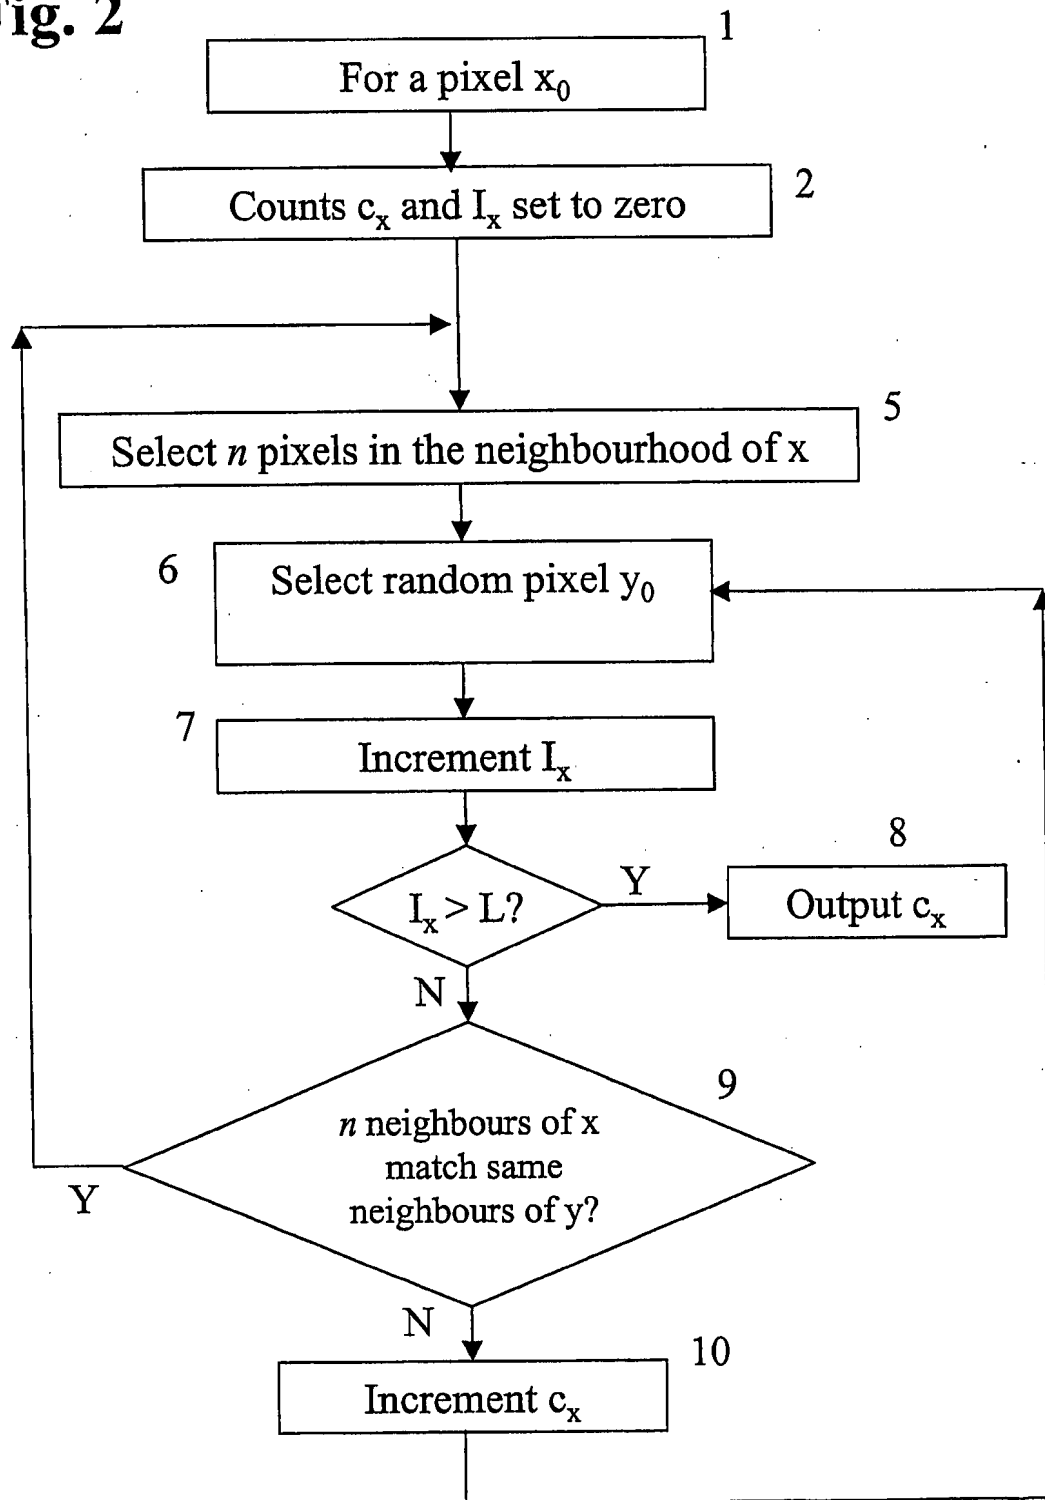 Fig. 2
1
For a pixel x₀
2
Counts cₓ and Iₓ set to zero
5
Select n pixels in the neighbourhood of x
6
Select random pixel y₀
7
Increment Iₓ
8
Iₓ > L?
Y
Output cₓ
N
9
n neighbours of x
match same
neighbours of y?
Y
N
10
Increment cₓ